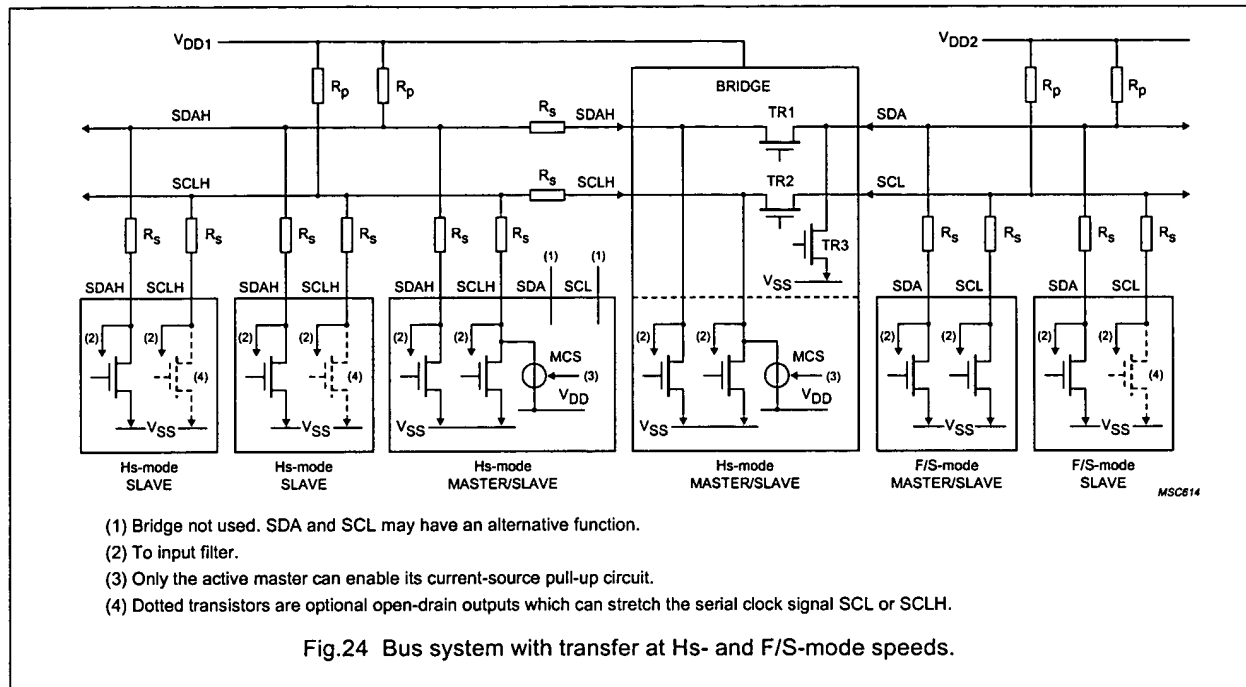 VDD1
VDD2
BRIDGE
Rp Rp Rp Rp
SDAH Rs SDAH TR1 SDA
SCLH Rs SCLH TR2 SCL
Rs Rs Rs Rs Rs Rs Rs Rs Rs Rs
TR3
VSS
(1) (1)
SDAH SCLH SDAH SCLH SDAH SCLH SDA SCL SDA SCL SDA SCL
(2) (2) (2) (2) (2) (2) (2) (2) (2) (2) (2) (2)
(4) (4) MCS (3) MCS (3) (4)
VDD VDD
VSS VSS VSS VSS VSS VSS
Hs-mode SLAVE
Hs-mode SLAVE
Hs-mode MASTER/SLAVE
Hs-mode MASTER/SLAVE
F/S-mode MASTER/SLAVE
F/S-mode SLAVE
MSC614
(1) Bridge not used. SDA and SCL may have an alternative function.
(2) To input filter.
(3) Only the active master can enable its current-source pull-up circuit.
(4) Dotted transistors are optional open-drain outputs which can stretch the serial clock signal SCL or SCLH.
Fig.24 Bus system with transfer at Hs- and F/S-mode speeds.